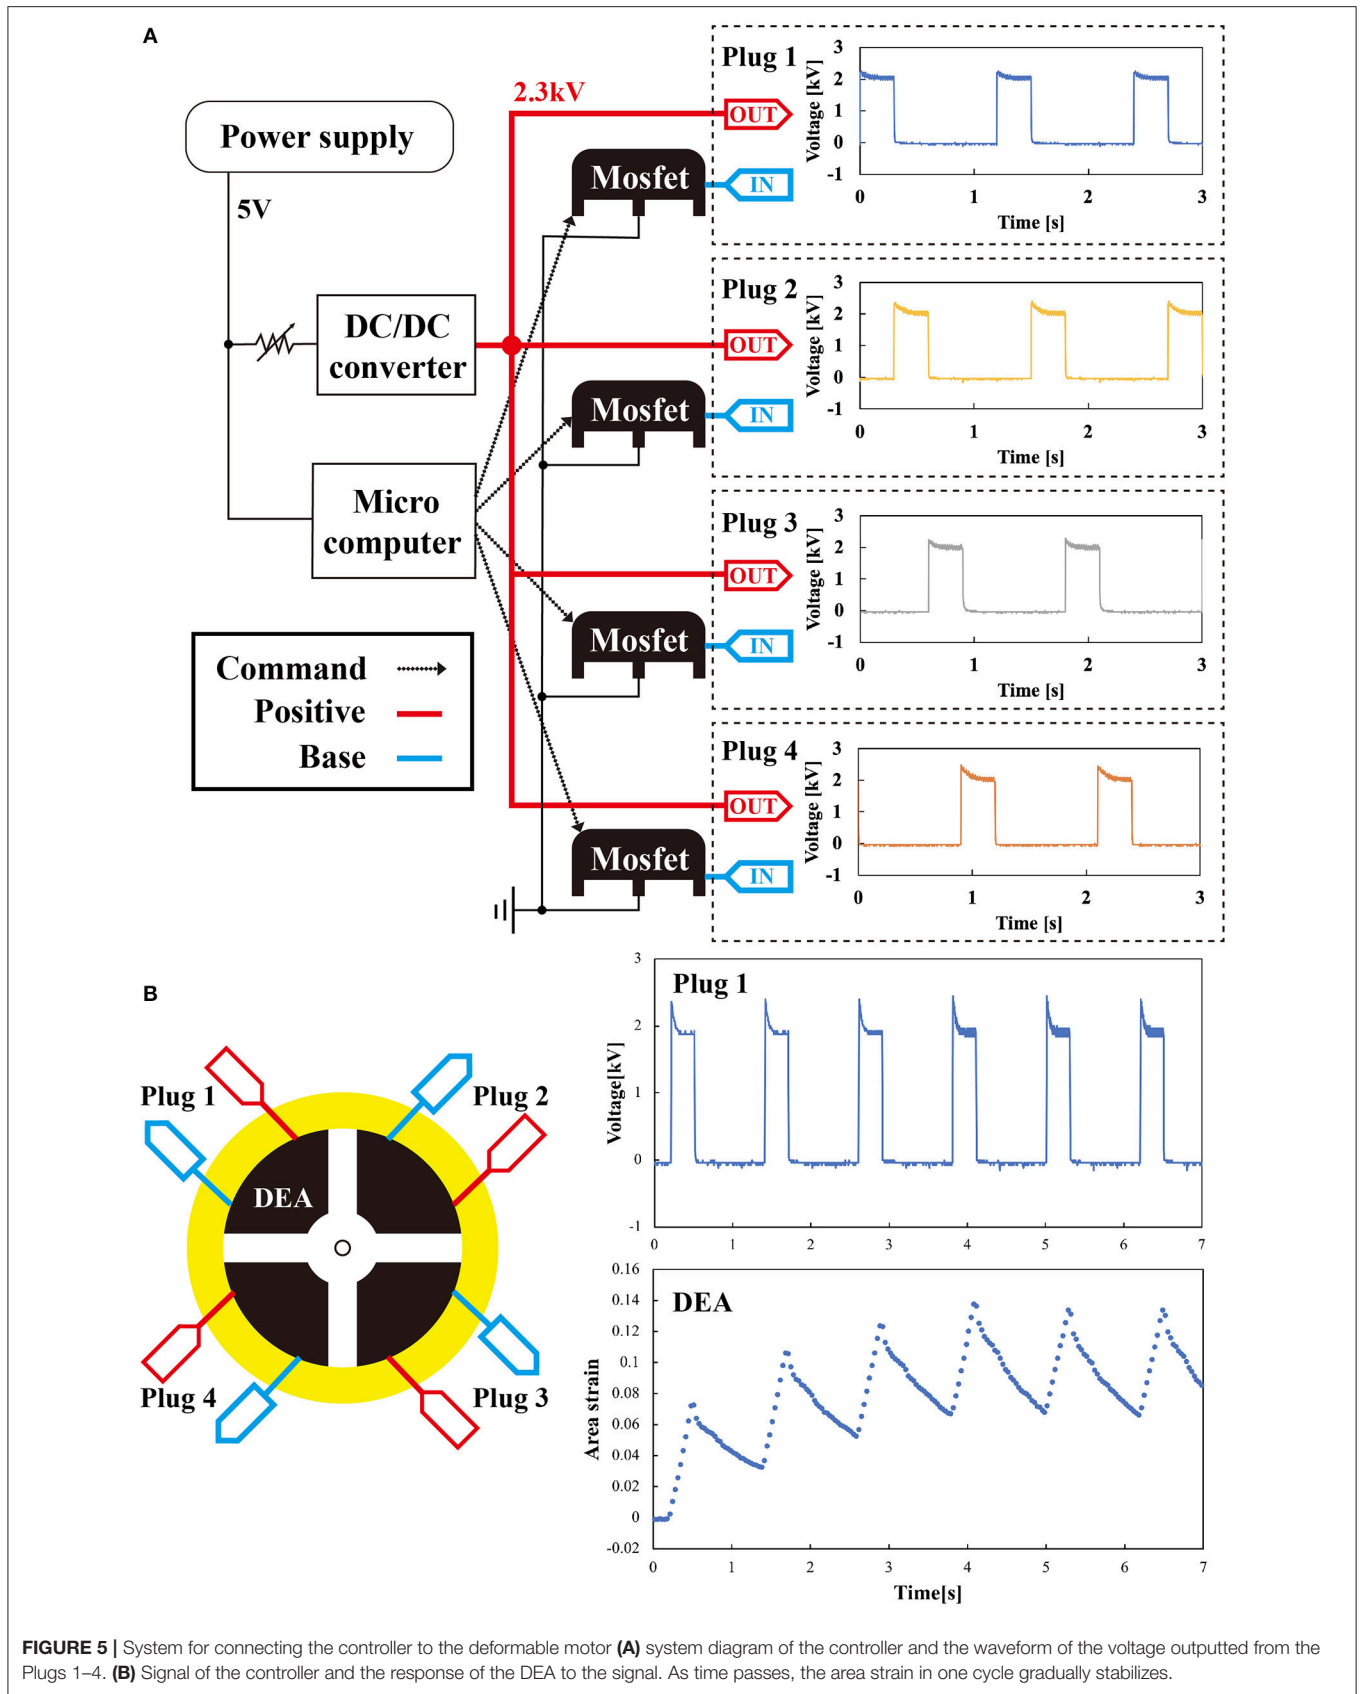 A
Power supply
5V
2.3kV
DC/DC
converter
Micro
computer
Mosfet
Mosfet
Mosfet
Mosfet
Command
Positive
Base
Plug 1
OUT
IN
Voltage [kV]
3
2
1
0
-1
0 1 2 3
Time [s]
Plug 2
OUT
IN
Voltage [kV]
3
2
1
0
-1
0 1 2 3
Time [s]
Plug 3
OUT
IN
Voltage [kV]
3
2
1
0
-1
0 1 2 3
Time [s]
Plug 4
OUT
IN
Voltage [kV]
3
2
1
0
-1
0 1 2 3
Time [s]
B
Plug 1
Plug 2
DEA
Plug 4
Plug 3
Plug 1
Voltage[kV]
3
2
1
0
-1
0 1 2 3 4 5 6 7
DEA
Area strain
0.16
0.14
0.12
0.1
0.08
0.06
0.04
0.02
0
-0.02
0 1 2 3 4 5 6 7
Time[s]
FIGURE 5 | System for connecting the controller to the deformable motor (A) system diagram of the controller and the waveform of the voltage outputted from the
Plugs 1–4. (B) Signal of the controller and the response of the DEA to the signal. As time passes, the area strain in one cycle gradually stabilizes.